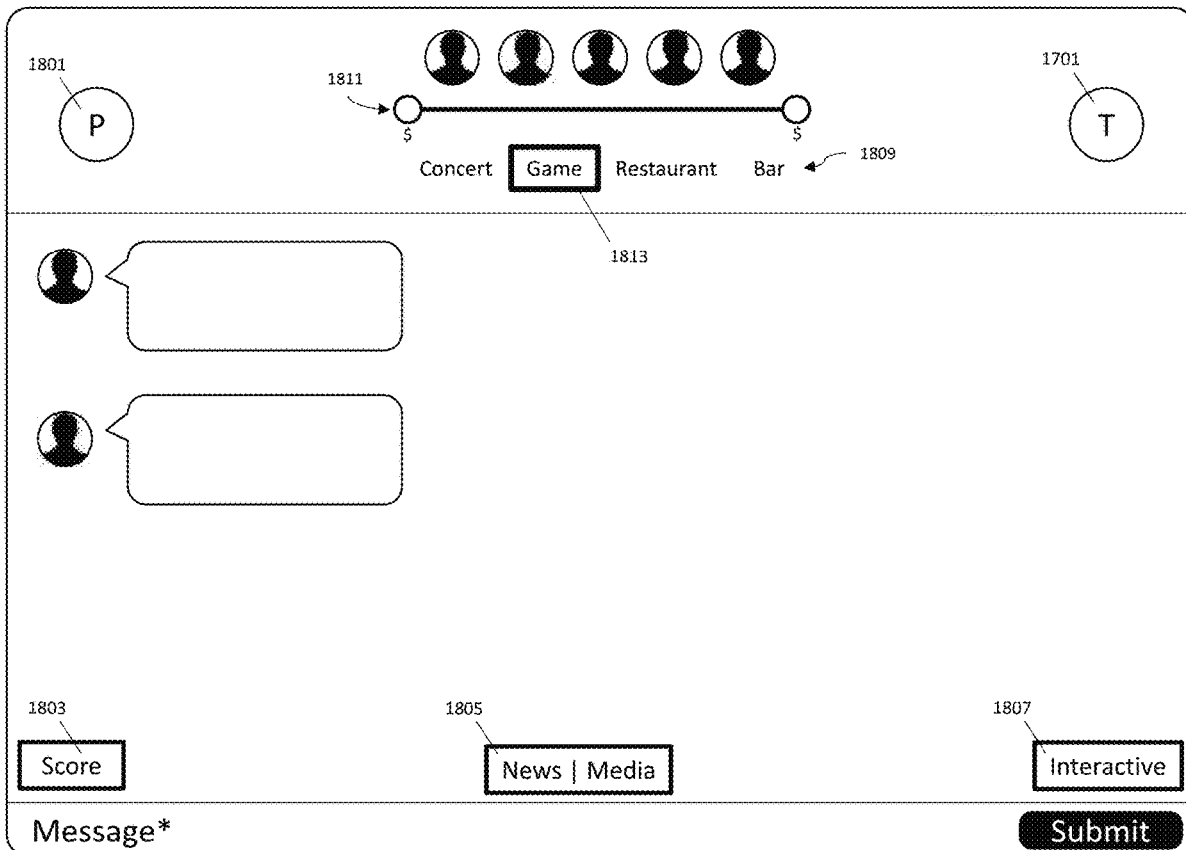 1801
1811
1701
P
T
$ $
Concert Game Restaurant Bar
1809
1813
1803
1805
1807
Score
News | Media
Interactive
Message*
Submit